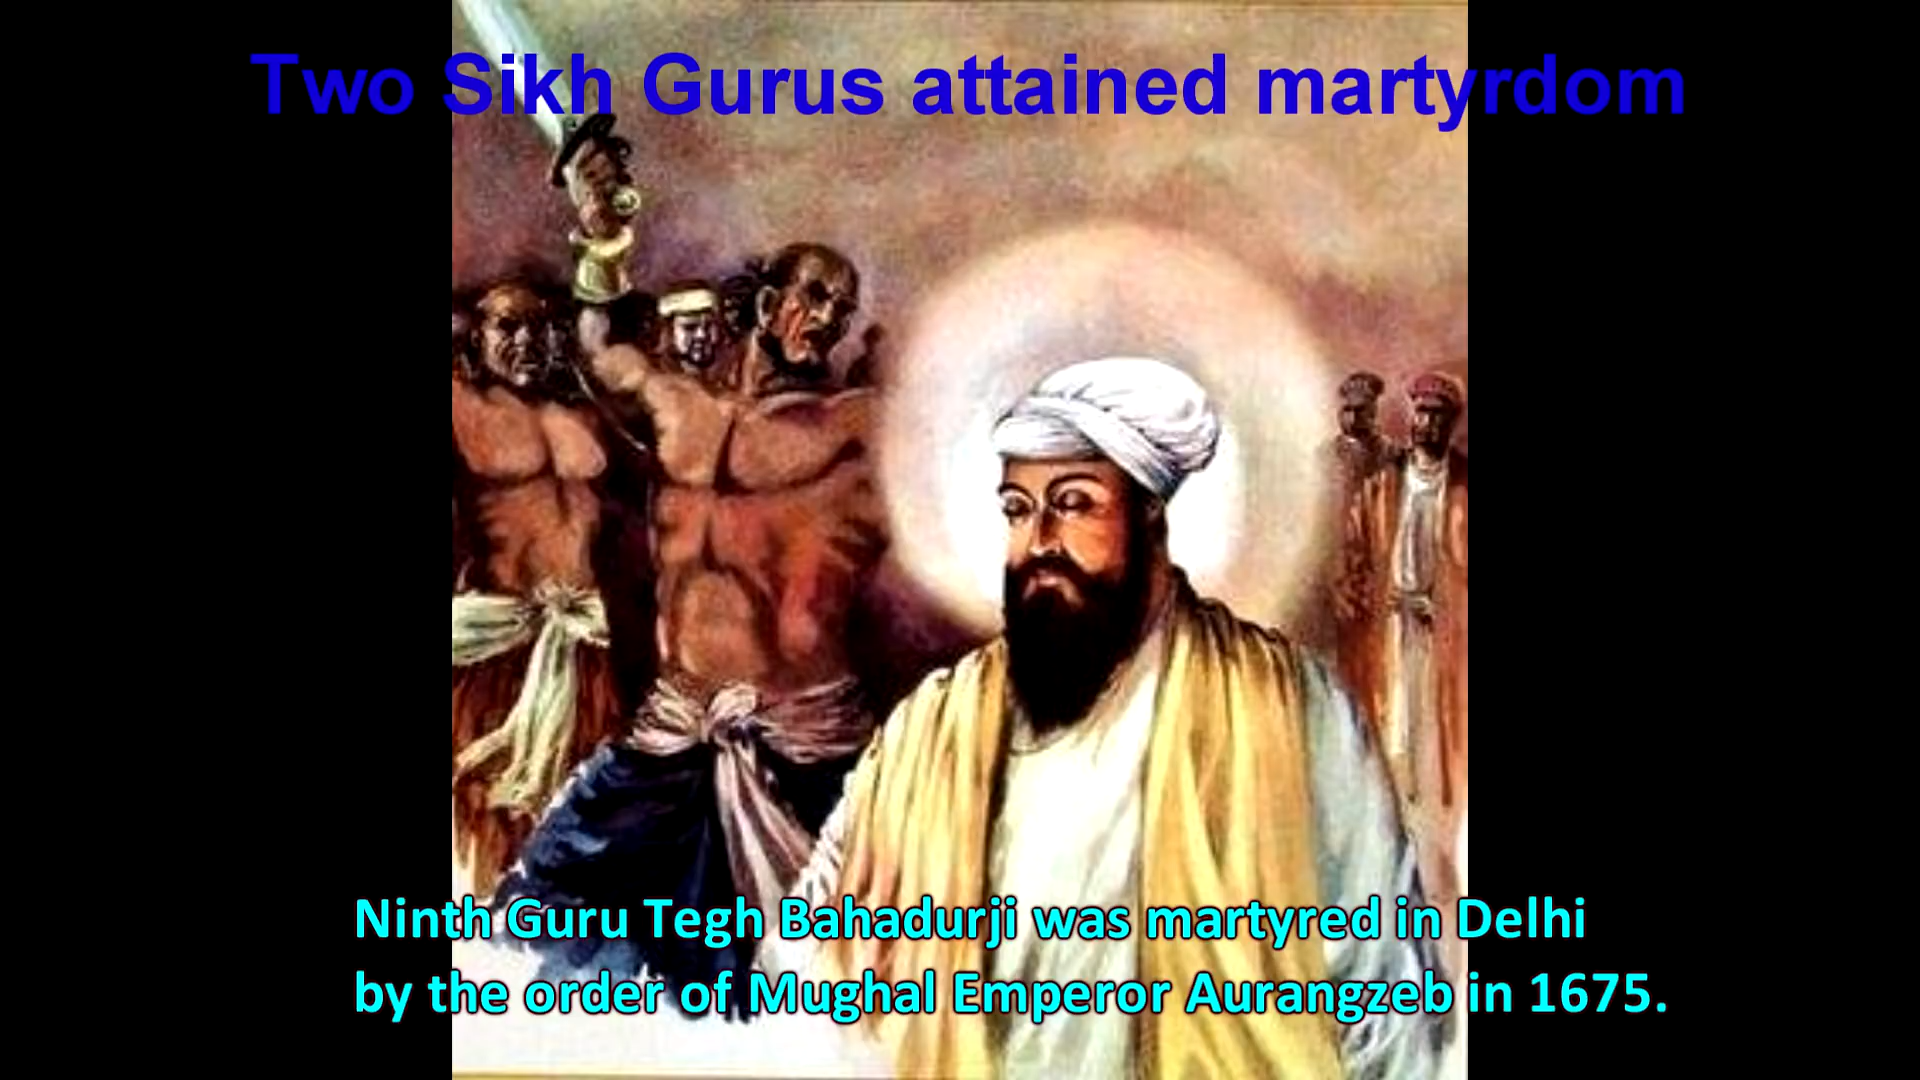 Two Sikh Gurus attained martyrdom
Ninth Guru Tegh Bahadurji was martyred in Delhi
by the order of Mughal Emperor Aurangzeb in 1675.